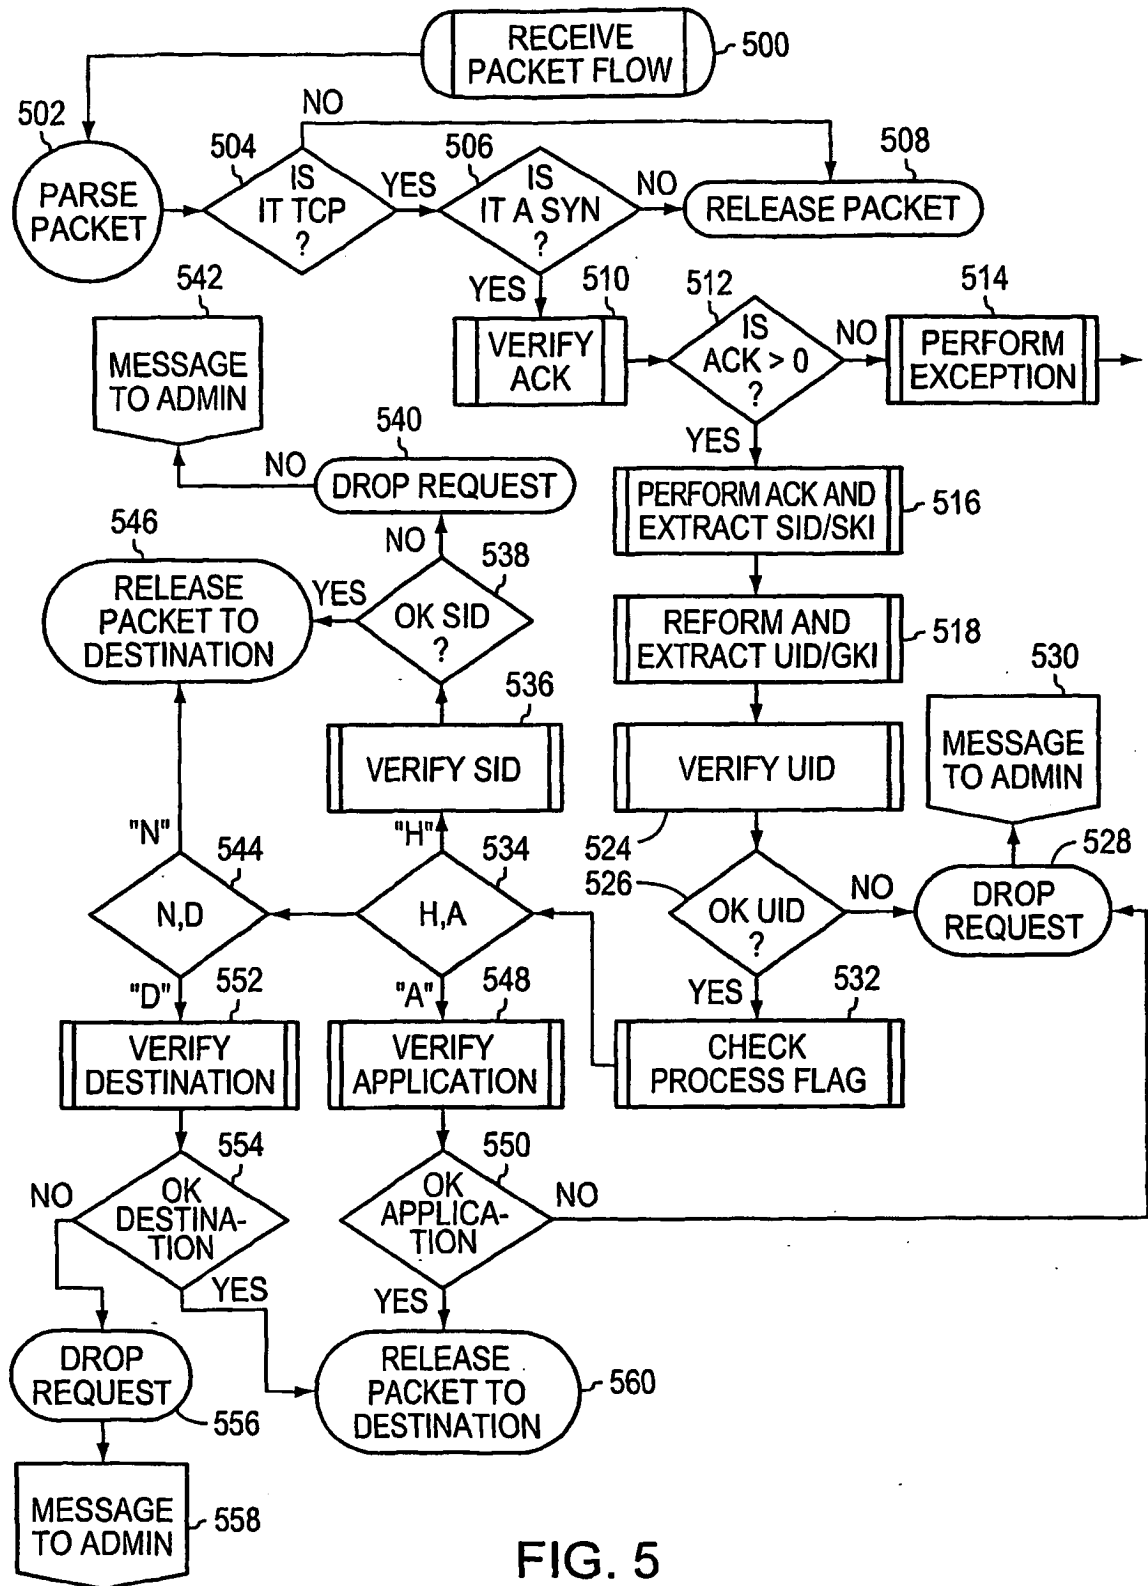 RECEIVE
PACKET FLOW
500
502
PARSE
PACKET
NO
504
IS
IT TCP
?
YES
506
IS
IT A SYN
?
NO
508
RELEASE PACKET
YES
510
VERIFY
ACK
512
IS
ACK > 0
?
NO
514
PERFORM
EXCEPTION
542
MESSAGE
TO ADMIN
YES
NO
540
DROP REQUEST
PERFORM ACK AND
EXTRACT SID/SKI
516
546
RELEASE
PACKET TO
DESTINATION
YES
NO
538
OK SID
?
REFORM AND
EXTRACT UID/GKI
518
530
MESSAGE
TO ADMIN
536
VERIFY SID
VERIFY UID
524
"N"
544
N,D
"H"
534
H,A
526
OK UID
?
NO
528
DROP
REQUEST
"D"
552
VERIFY
DESTINATION
"A"
548
VERIFY
APPLICATION
YES
532
CHECK
PROCESS FLAG
NO
554
OK
DESTINA-
TION
YES
550
OK
APPLICA-
TION
NO
YES
DROP
REQUEST
556
RELEASE
PACKET TO
DESTINATION
560
MESSAGE
TO ADMIN
558
FIG. 5